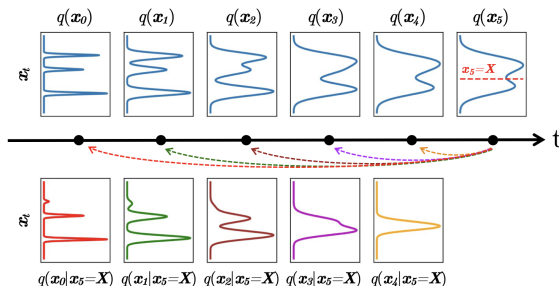 q(x₀) q(x₁) q(x₂) q(x₃) q(x₄) q(x₅)
xₜ
x₅=X
t
xₜ
q(x₀|x₅=X) q(x₁|x₅=X) q(x₂|x₅=X) q(x₃|x₅=X) q(x₄|x₅=X)